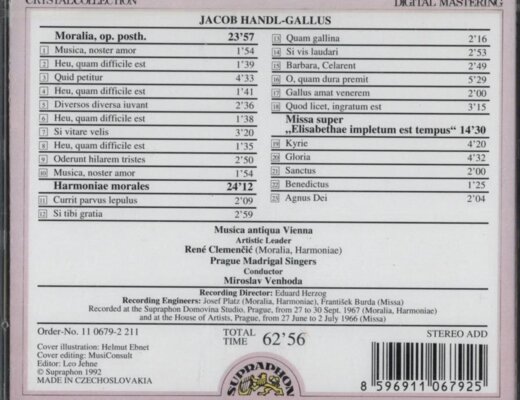 CRYSTALCOLLECTION
DIGITAL MASTERING
JACOB HANDL-GALLUS
Moralia, op. posth. 23'57
1 Musica, noster amor 1'54
2 Heu, quam difficile est 1'39
3 Quid petitur 4'33
4 Heu, quam difficile est 1'41
5 Diversos diversa iuvant 2'36
6 Heu, quam difficile est 1'38
7 Si vitare velis 3'20
8 Heu, quam difficile est 1'35
9 Oderunt hilarem tristes 2'50
10 Musica, noster amor 1'54
Harmoniae morales 24'12
11 Currit parvus lepulus 2'09
12 Si tibi gratia 2'59
13 Quam gallina 2'16
14 Si vis laudari 2'53
15 Barbara, Celarent 2'49
16 O, quam dura premit 5'29
17 Gallus amat venerem 2'00
18 Quod licet, ingratum est 3'15
Missa super
„Elisabethae impletum est tempus“ 14'30
19 Kyrie 4'20
20 Gloria 4'32
21 Sanctus 2'00
22 Benedictus 1'25
23 Agnus Dei 2'04
Musica antiqua Vienna
Artistic Leader
René Clemenčić (Moralia, Harmoniae)
Prague Madrigal Singers
Conductor
Miroslav Venhoda
Recording Director: Eduard Herzog
Recording Engineers: Josef Platz (Moralia, Harmoniae), František Burda (Missa)
Recorded at the Supraphon Domovina Studio, Prague, from 27 to 30 Sept. 1967 (Moralia, Harmoniae)
and at the House of Artists, Prague, from 27 June to 2 July 1966 (Missa)
Order-No. 11 0679-2 211
TOTAL TIME 62'56
STEREO ADD
Cover illustration: Helmut Ebnet
Cover editing: MusiConsult
Editor: Leo Jehne
© Supraphon 1992
MADE IN CZECHOSLOVAKIA
SUPRAPHON
8 596911 067925